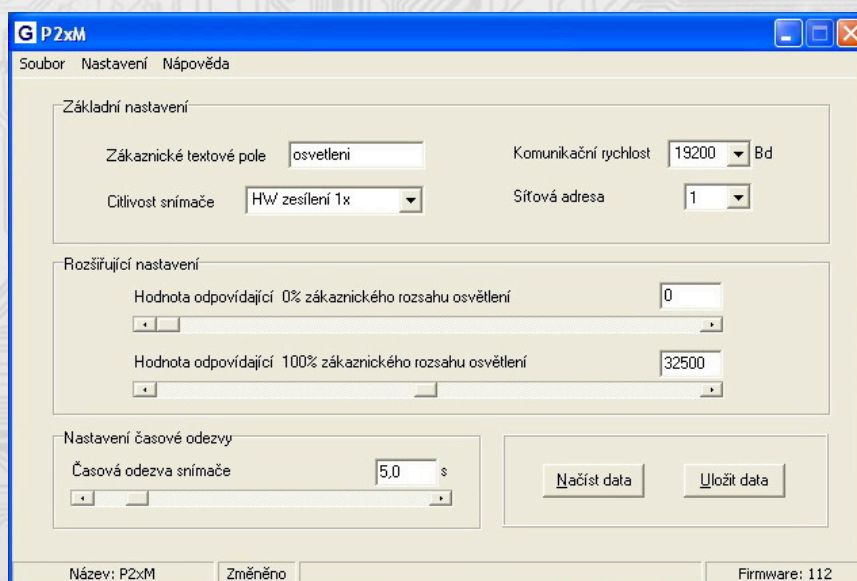 G P2xM
Soubor Nastavení Nápověda
Základní nastavení
Zákaznické textové pole osvetleni Komunikační rychlost 19200 Bd
Citlivost snímače HW zesílení 1x Síťová adresa 1
Rozšiřující nastavení
Hodnota odpovídající 0% zákaznického rozsahu osvětlení 0
Hodnota odpovídající 100% zákaznického rozsahu osvětlení 32500
Nastavení časové odezvy
Časová odezva snímače 5,0 s
Načíst data Uložit data
Název: P2xM Změněno Firmware: 112